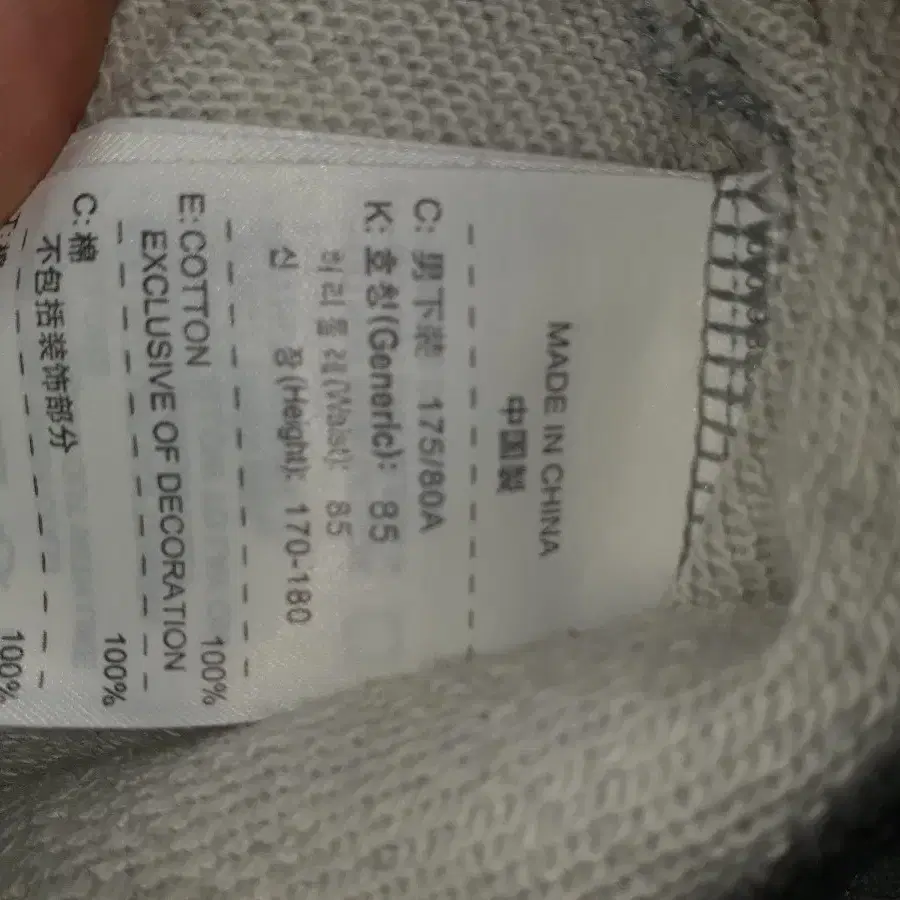 MADE IN CHINA
中国製
C: 男下装 175/80A
K: 호칭(Generic): 85
허리둘레(Waist): 85
신 장(Height): 170-180
E: COTTON 100%
EXCLUSIVE OF DECORATION
C: 棉 100%
不包括装饰部分
100%